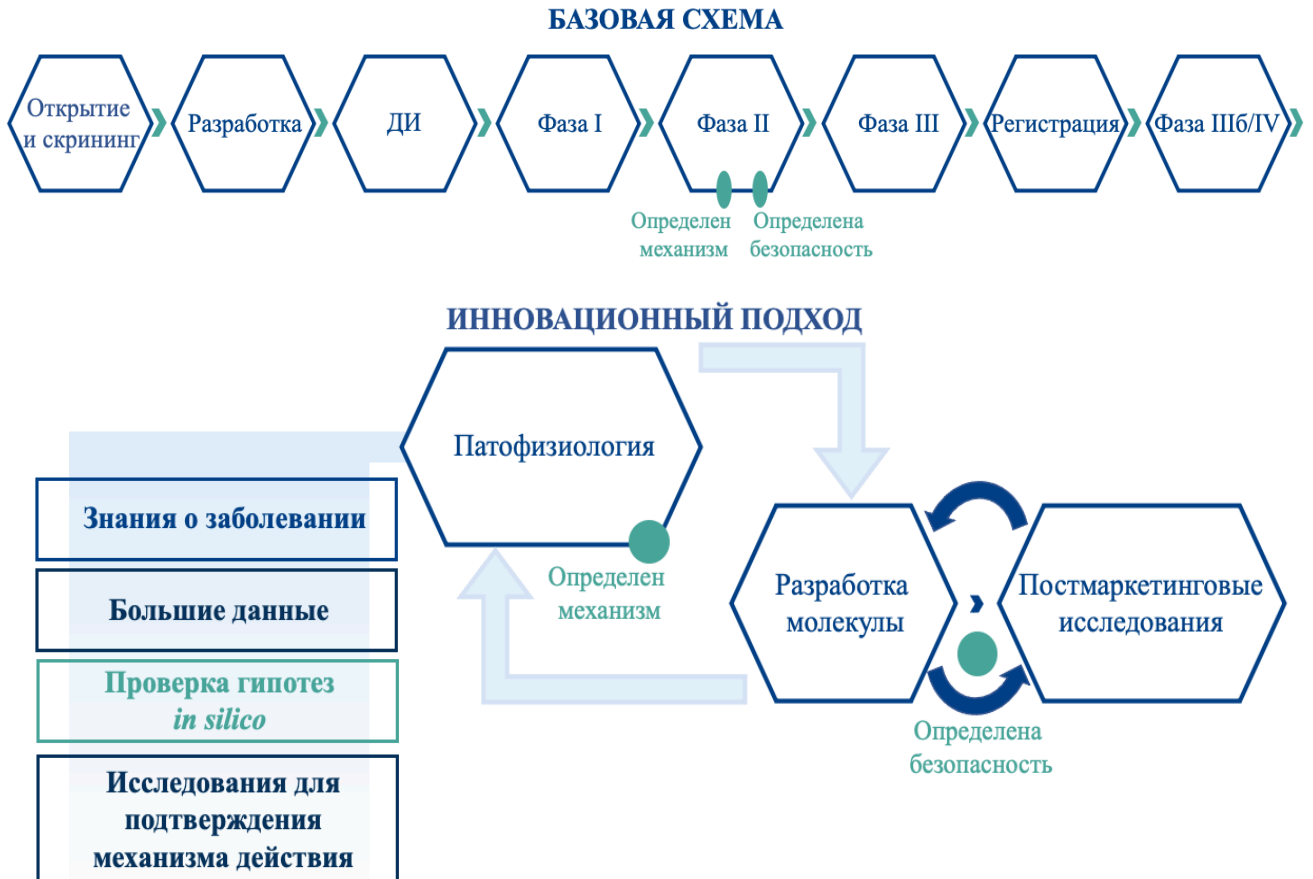 БАЗОВАЯ СХЕМА
Открытие
и скрининг
Разработка
ДИ
Фаза I
Фаза II
Фаза III
Регистрация
Фаза IIIб/IV
Определен
механизм
Определена
безопасность
ИННОВАЦИОННЫЙ ПОДХОД
Патофизиология
Определен
механизм
Знания о заболевании
Большие данные
Проверка гипотез
in silico
Исследования для
подтверждения
механизма действия
Разработка
молекулы
Постмаркетинговые
исследования
Определена
безопасность